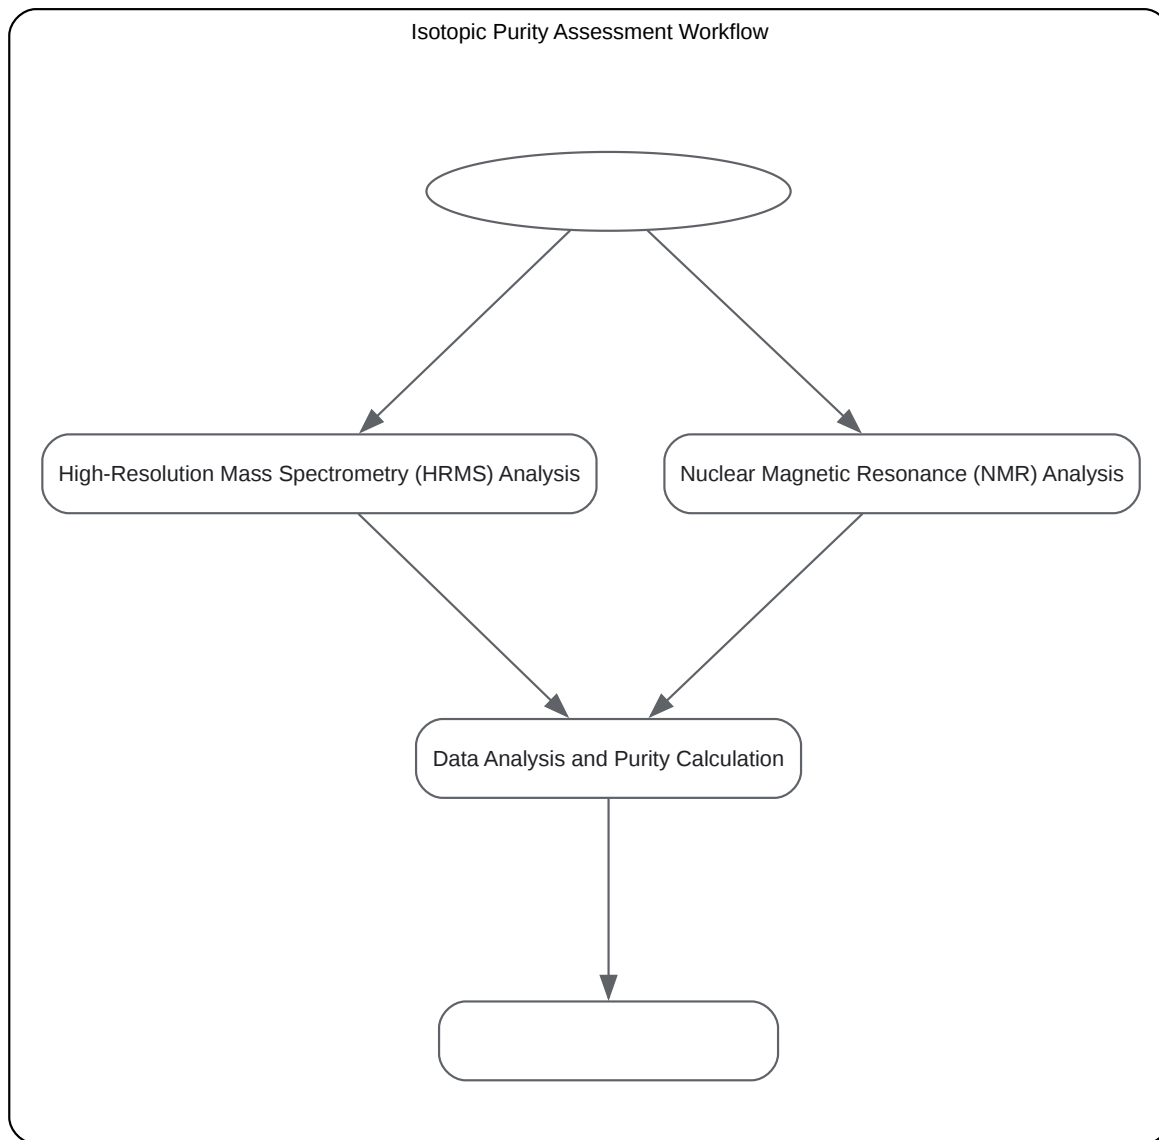 Isotopic Purity Assessment Workflow
High-Resolution Mass Spectrometry (HRMS) Analysis
Nuclear Magnetic Resonance (NMR) Analysis
Data Analysis and Purity Calculation